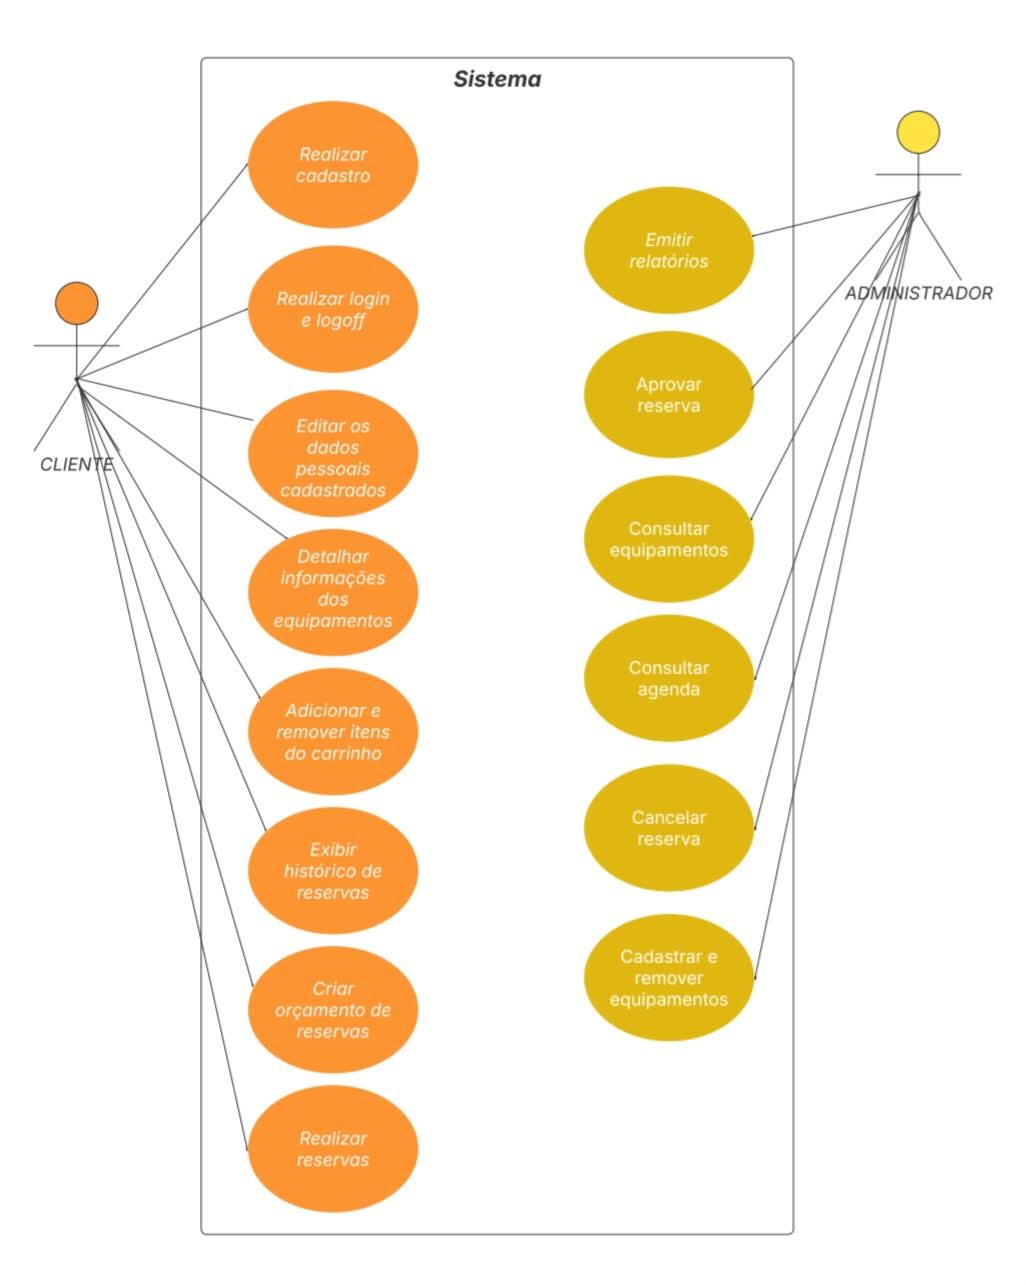 Sistema
Realizar
cadastro
Realizar login
e logoff
Editar os
dados
pessoais
cadastrados
CLIENTE
Detalhar
informações
dos
equipamentos
Adicionar e
remover itens
do carrinho
Exibir
histórico de
reservas
Criar
orçamento de
reservas
Realizar
reservas
Emitir
relatórios
ADMINISTRADOR
Aprovar
reserva
Consultar
equipamentos
Consultar
agenda
Cancelar
reserva
Cadastrar e
remover
equipamentos